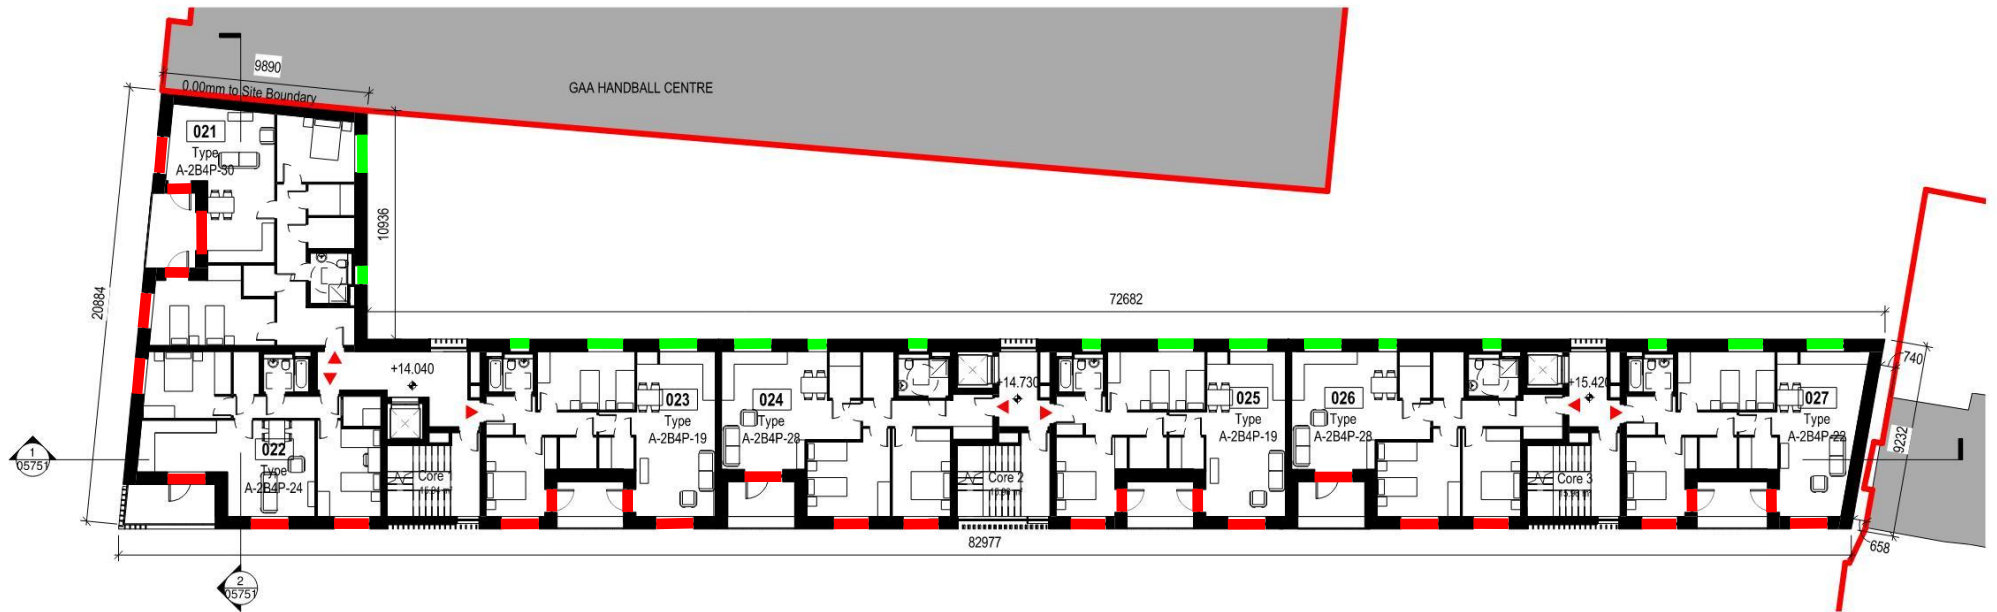 9890
GAA HANDBALL CENTRE
0.00mm to Site Boundary
021
Type
A-2B4P-30
10936
20884
72682
740
+14.040
+14.730
+15.420
023
Type
A-2B4P-19
024
Type
A-2B4P-28
025
Type
A-2B4P-19
026
Type
A-2B4P-28
027
Type
A-2B4P-22
022
Type
A-2B4P-24
9232
1
05751
Core
Core 2
Core 3
82977
658
2
05751